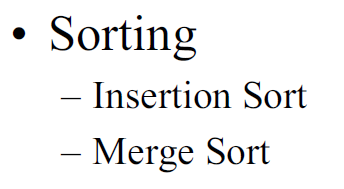 • Sorting
– Insertion Sort
– Merge Sort